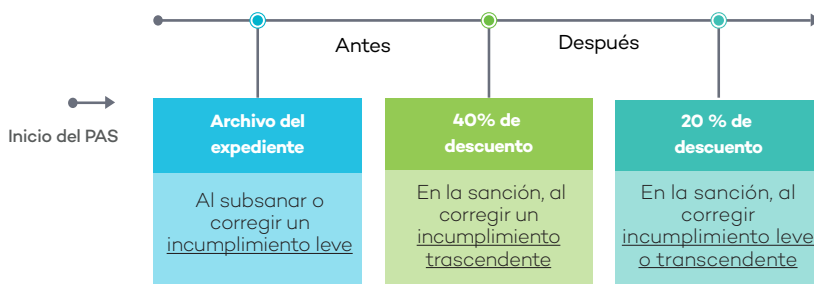 Antes
Después
Inicio del PAS
Archivo del
expediente
Al subsanar o
corregir un
incumplimiento leve
40% de
descuento
En la sanción, al
corregir un
incumplimiento
trascendente
20 % de
descuento
En la sanción, al
corregir
incumplimiento leve
o transcendente